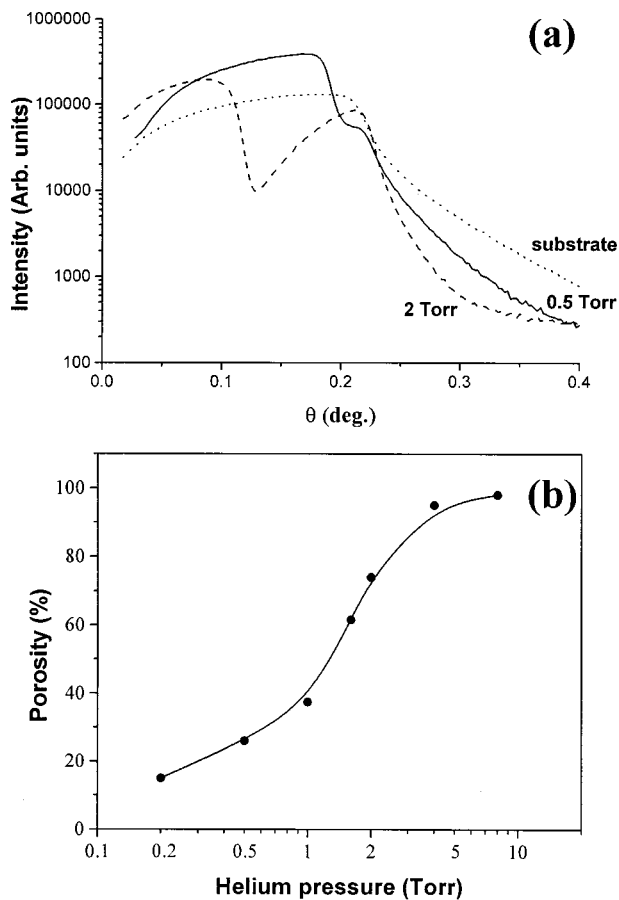 (a)
1000000
100000
10000
1000
100
Intensity (Arb. units)
substrate
0.5 Torr
2 Torr
0.0
0.1
0.2
0.3
0.4
θ (deg.)
(b)
100
80
60
40
20
0
Porosity (%)
0.1
0.2
0.5
1
2
5
10
Helium pressure (Torr)